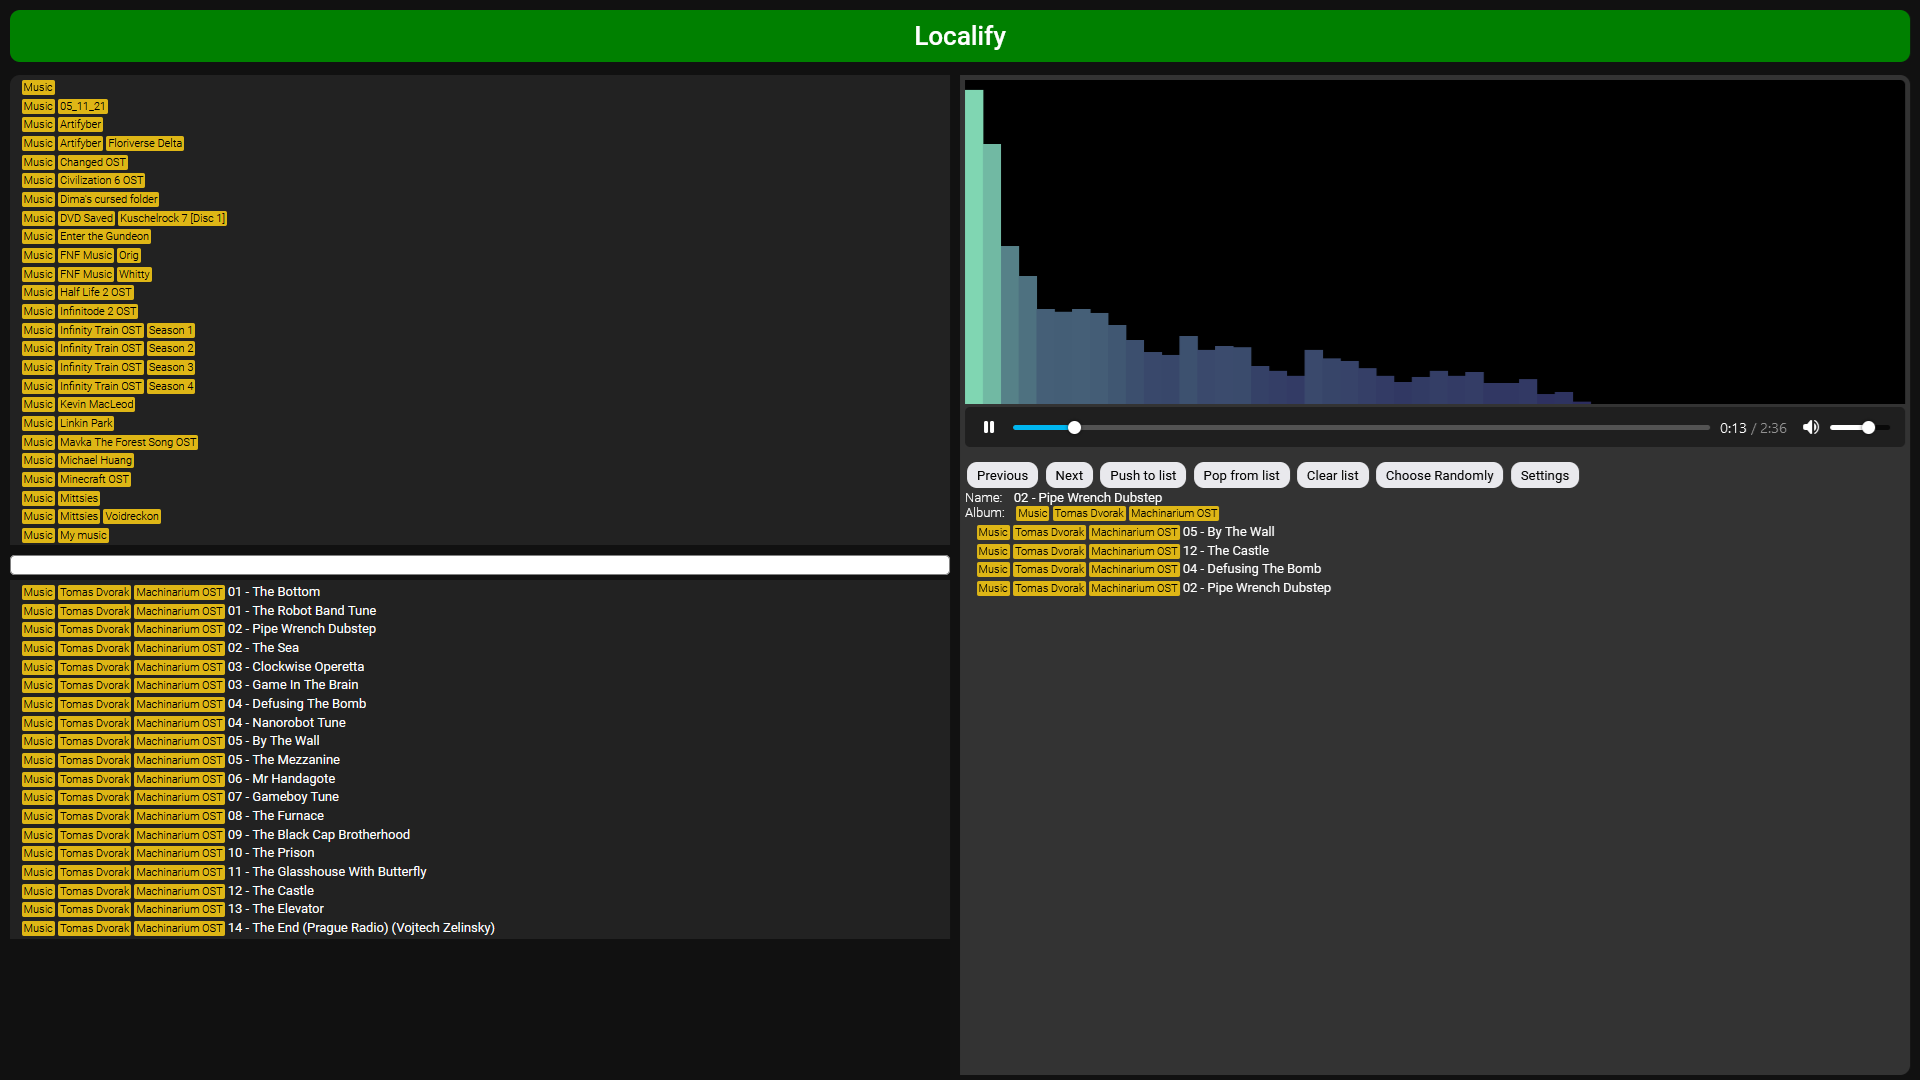 Localify
Music
Music 05_11_21
Music Artifyber
Music Artifyber Floriverse Delta
Music Changed OST
Music Civilization 6 OST
Music Dima's cursed folder
Music DVD Saved Kuschelrock 7 [Disc 1]
Music Enter the Gundeon
Music FNF Music Orig
Music FNF Music Whitty
Music Half Life 2 OST
Music Infinitode 2 OST
Music Infinity Train OST Season 1
Music Infinity Train OST Season 2
Music Infinity Train OST Season 3
Music Infinity Train OST Season 4
Music Kevin MacLeod
Music Linkin Park
Music Mavka The Forest Song OST
Music Michael Huang
Music Minecraft OST
Music Mittsies
Music Mittsies Voidreckon
Music My music
Music Tomas Dvorak Machinarium OST 01 - The Bottom
Music Tomas Dvorak Machinarium OST 01 - The Robot Band Tune
Music Tomas Dvorak Machinarium OST 02 - Pipe Wrench Dubstep
Music Tomas Dvorak Machinarium OST 02 - The Sea
Music Tomas Dvorak Machinarium OST 03 - Clockwise Operetta
Music Tomas Dvorak Machinarium OST 03 - Game In The Brain
Music Tomas Dvorak Machinarium OST 04 - Defusing The Bomb
Music Tomas Dvorak Machinarium OST 04 - Nanorobot Tune
Music Tomas Dvorak Machinarium OST 05 - By The Wall
Music Tomas Dvorak Machinarium OST 05 - The Mezzanine
Music Tomas Dvorak Machinarium OST 06 - Mr Handagote
Music Tomas Dvorak Machinarium OST 07 - Gameboy Tune
Music Tomas Dvorak Machinarium OST 08 - The Furnace
Music Tomas Dvorak Machinarium OST 09 - The Black Cap Brotherhood
Music Tomas Dvorak Machinarium OST 10 - The Prison
Music Tomas Dvorak Machinarium OST 11 - The Glasshouse With Butterfly
Music Tomas Dvorak Machinarium OST 12 - The Castle
Music Tomas Dvorak Machinarium OST 13 - The Elevator
Music Tomas Dvorak Machinarium OST 14 - The End (Prague Radio) (Vojtech Zelinsky)
0:13 / 2:36
Previous Next Push to list Pop from list Clear list Choose Randomly Settings
Name: 02 - Pipe Wrench Dubstep
Album: Music Tomas Dvorak Machinarium OST
Music Tomas Dvorak Machinarium OST 05 - By The Wall
Music Tomas Dvorak Machinarium OST 12 - The Castle
Music Tomas Dvorak Machinarium OST 04 - Defusing The Bomb
Music Tomas Dvorak Machinarium OST 02 - Pipe Wrench Dubstep